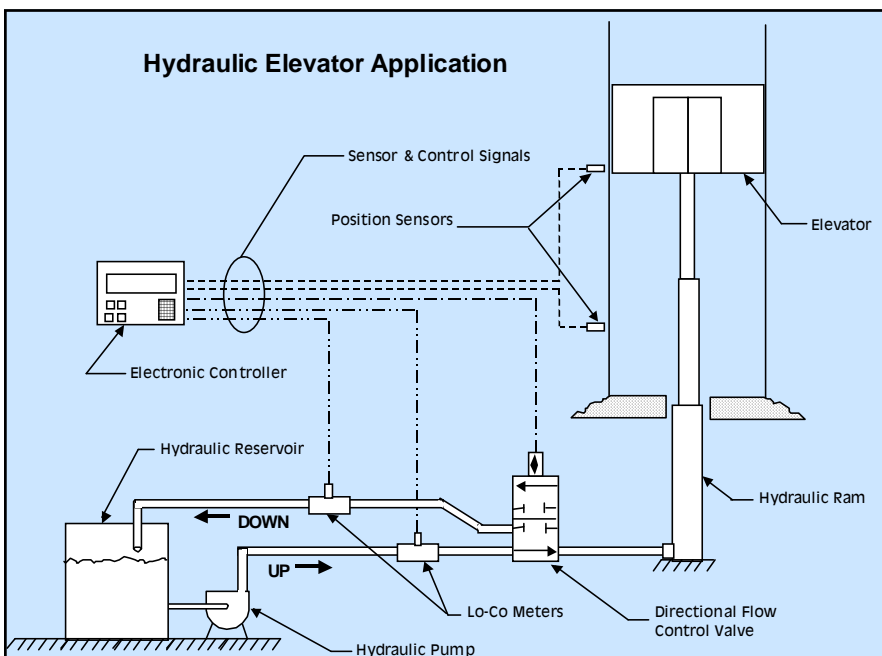 Hydraulic Elevator Application
Sensor & Control Signals
Position Sensors
Elevator
Electronic Controller
Hydraulic Reservoir
Hydraulic Ram
DOWN
UP
Lo-Co Meters
Directional Flow
Control Valve
Hydraulic Pump